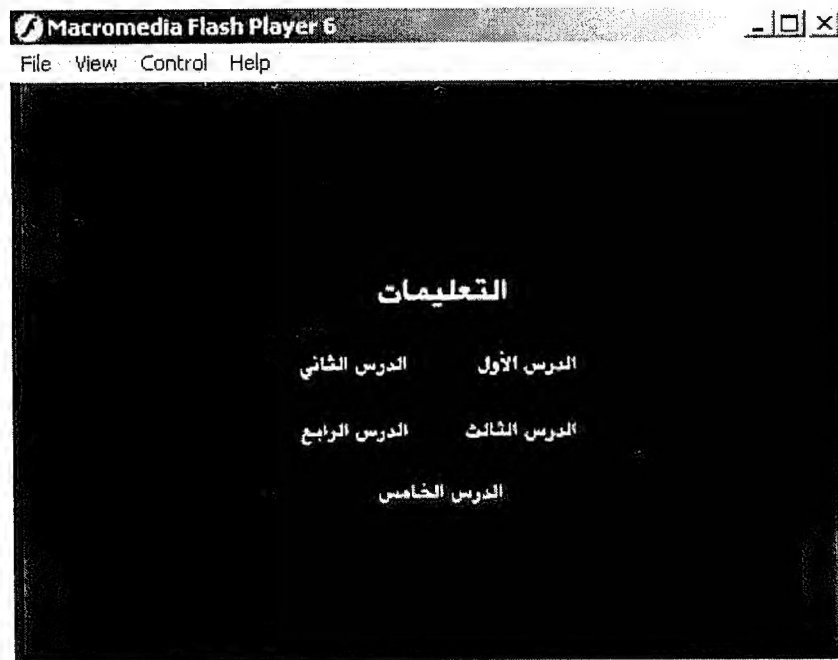 Macromedia Flash Player 6
File View Control Help
التعليمات
الدرس الأول الدرس الثاني
الدرس الثالث الدرس الرابع
الدرس الخامس